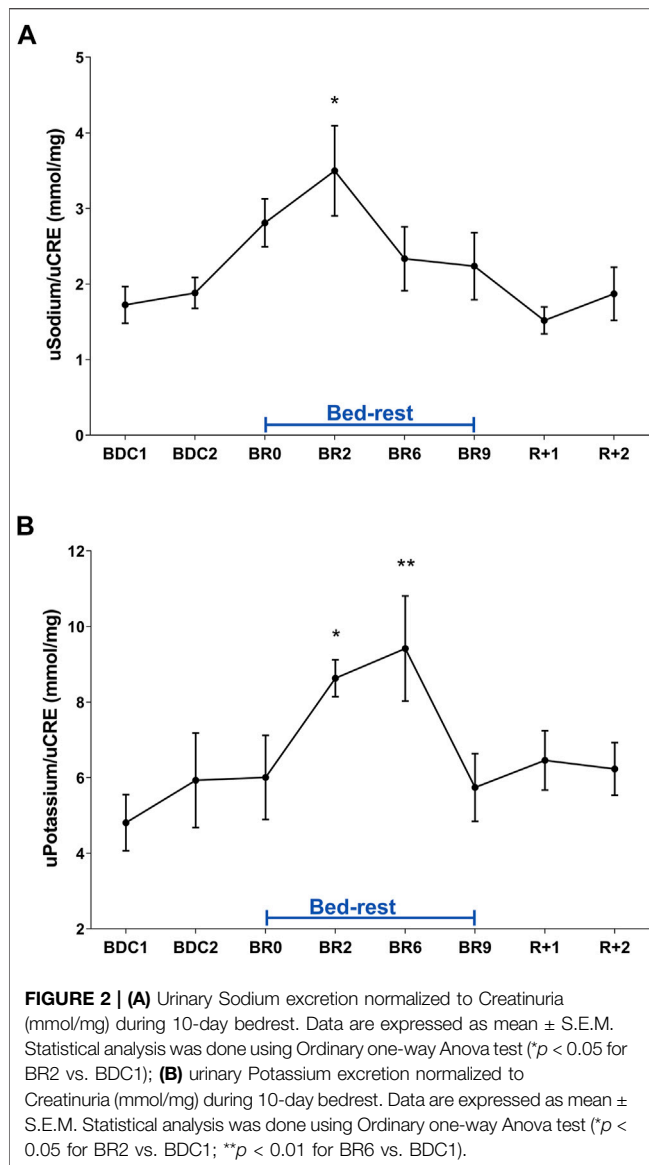 A
5
4
3
2
1
0
uSodium/uCRE (mmol/mg)
*
Bed-rest
BDC1 BDC2 BR0 BR2 BR6 BR9 R+1 R+2
B
12
10
8
6
4
2
uPotassium/uCRE (mmol/mg)
*
**
Bed-rest
BDC1 BDC2 BR0 BR2 BR6 BR9 R+1 R+2
FIGURE 2 | (A) Urinary Sodium excretion normalized to Creatinuria
(mmol/mg) during 10-day bedrest. Data are expressed as mean ± S.E.M.
Statistical analysis was done using Ordinary one-way Anova test (*p < 0.05 for
BR2 vs. BDC1); (B) urinary Potassium excretion normalized to
Creatinuria (mmol/mg) during 10-day bedrest. Data are expressed as mean ±
S.E.M. Statistical analysis was done using Ordinary one-way Anova test (*p <
0.05 for BR2 vs. BDC1; **p < 0.01 for BR6 vs. BDC1).